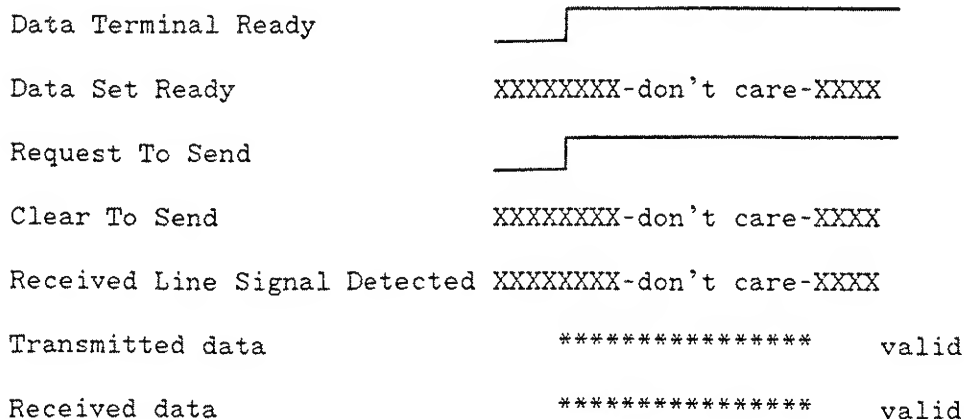 Data Terminal Ready
Data Set Ready XXXXXXXX-don't care-XXXX
Request To Send
Clear To Send XXXXXXXX-don't care-XXXX
Received Line Signal Detected XXXXXXXX-don't care-XXXX
Transmitted data **************** valid
Received data **************** valid